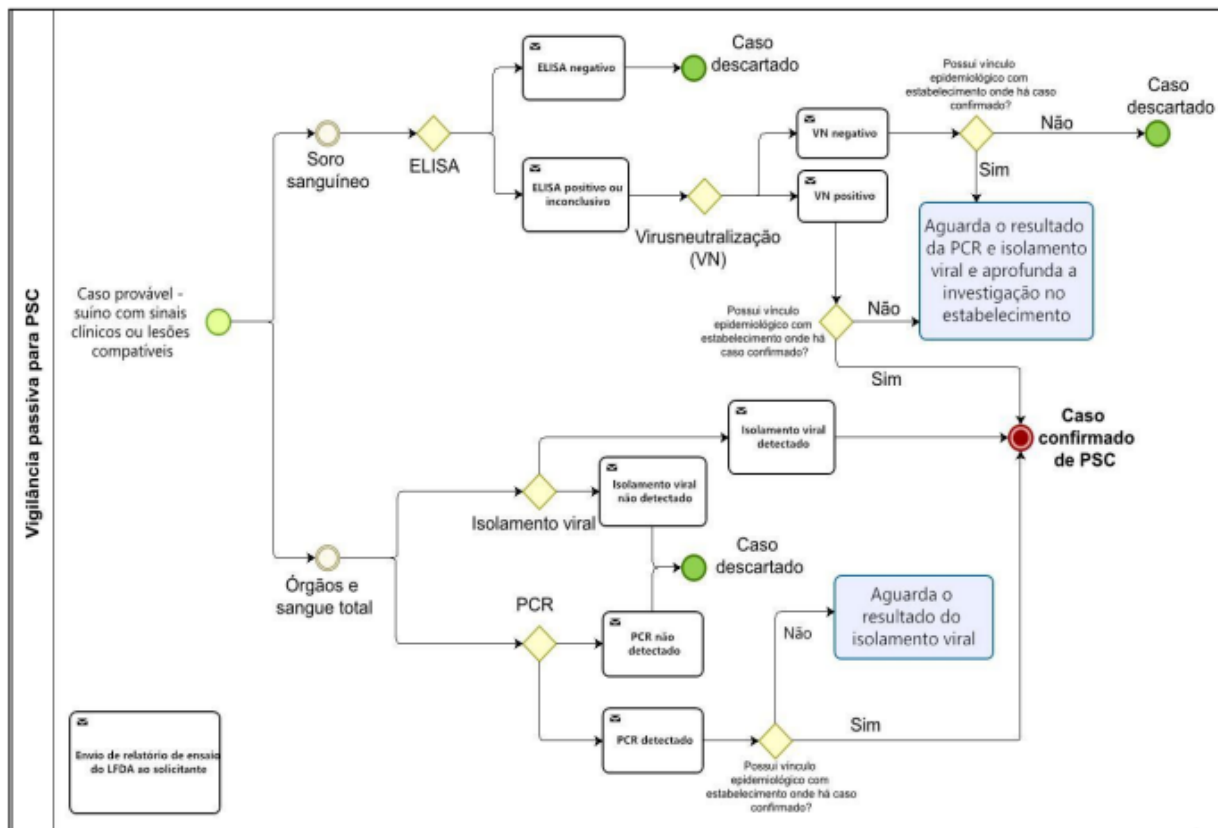 Vigilância passiva para PSC
Caso provável -
suíno com sinais
clínicos ou lesões
compatíveis
Soro
sanguíneo
ELISA
ELISA negativo
Caso
descartado
ELISA positivo ou
inconclusivo
Virusneutralização
(VN)
VN negativo
VN positivo
Possui vínculo
epidemiológico com
estabelecimento onde há caso
confirmado?
Não
Caso
descartado
Sim
Aguarda o resultado
da PCR e isolamento
viral e aprofunda a
investigação no
estabelecimento
Possui vínculo
epidemiológico com
estabelecimento onde há
caso confirmado?
Não
Sim
Caso
confirmado
de PSC
Órgãos e
sangue total
Isolamento viral
Isolamento viral
detectado
Isolamento viral
não detectado
Caso
descartado
PCR
PCR não
detectado
PCR detectado
Possui vínculo
epidemiológico com
estabelecimento onde há caso
confirmado?
Não
Aguarda o
resultado do
isolamento viral
Sim
Envio de relatório de ensaio
do LFDA ao solicitante